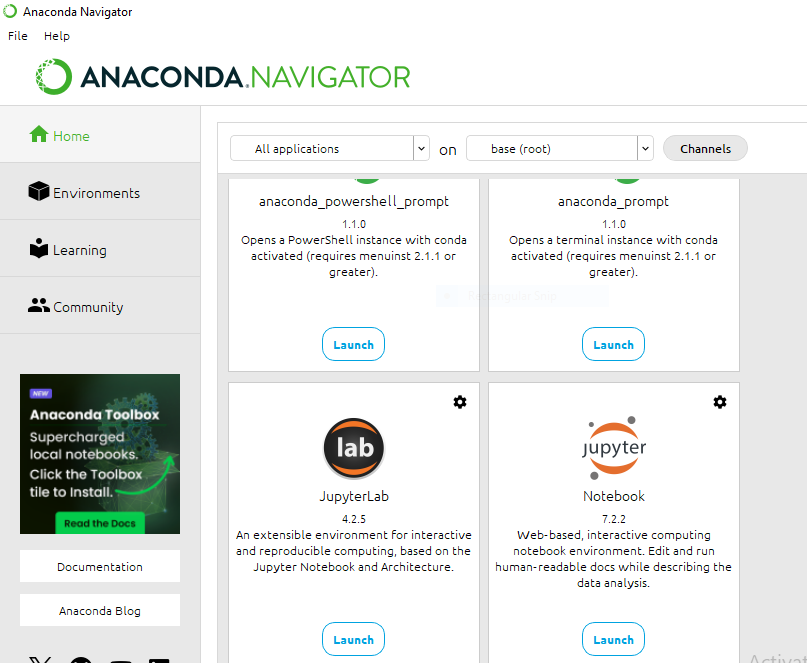 Anaconda Navigator
File Help
ANACONDA.NAVIGATOR
Home
Environments
Learning
Community
NEW
Anaconda Toolbox
Supercharged
local notebooks.
Click the Toolbox
tile to Install.
Read the Docs
Documentation
Anaconda Blog
All applications on base (root) Channels
anaconda_powershell_prompt
1.1.0
Opens a PowerShell instance with conda
activated (requires menuinst 2.1.1 or
greater).
Launch
anaconda_prompt
1.1.0
Opens a terminal instance with conda
activated (requires menuinst 2.1.1 or
greater).
Launch
lab
JupyterLab
4.2.5
An extensible environment for interactive
and reproducible computing, based on the
Jupyter Notebook and Architecture.
Launch
jupyter
Notebook
7.2.2
Web-based, interactive computing
notebook environment. Edit and run
human-readable docs while describing the
data analysis.
Launch